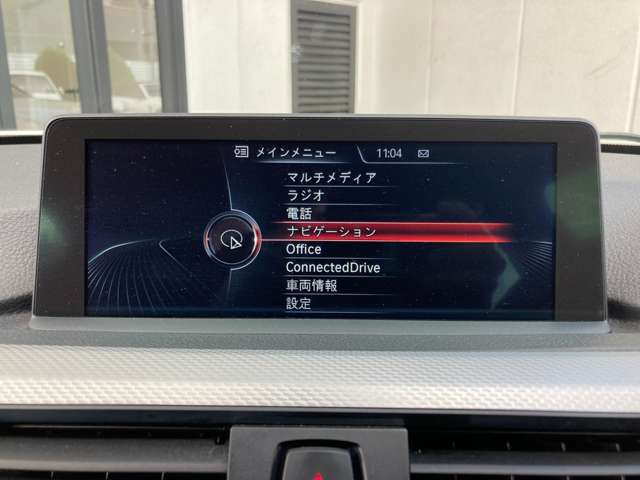 メインメニュー 11:04
マルチメディア
ラジオ
電話
ナビゲーション
Office
ConnectedDrive
車両情報
設定